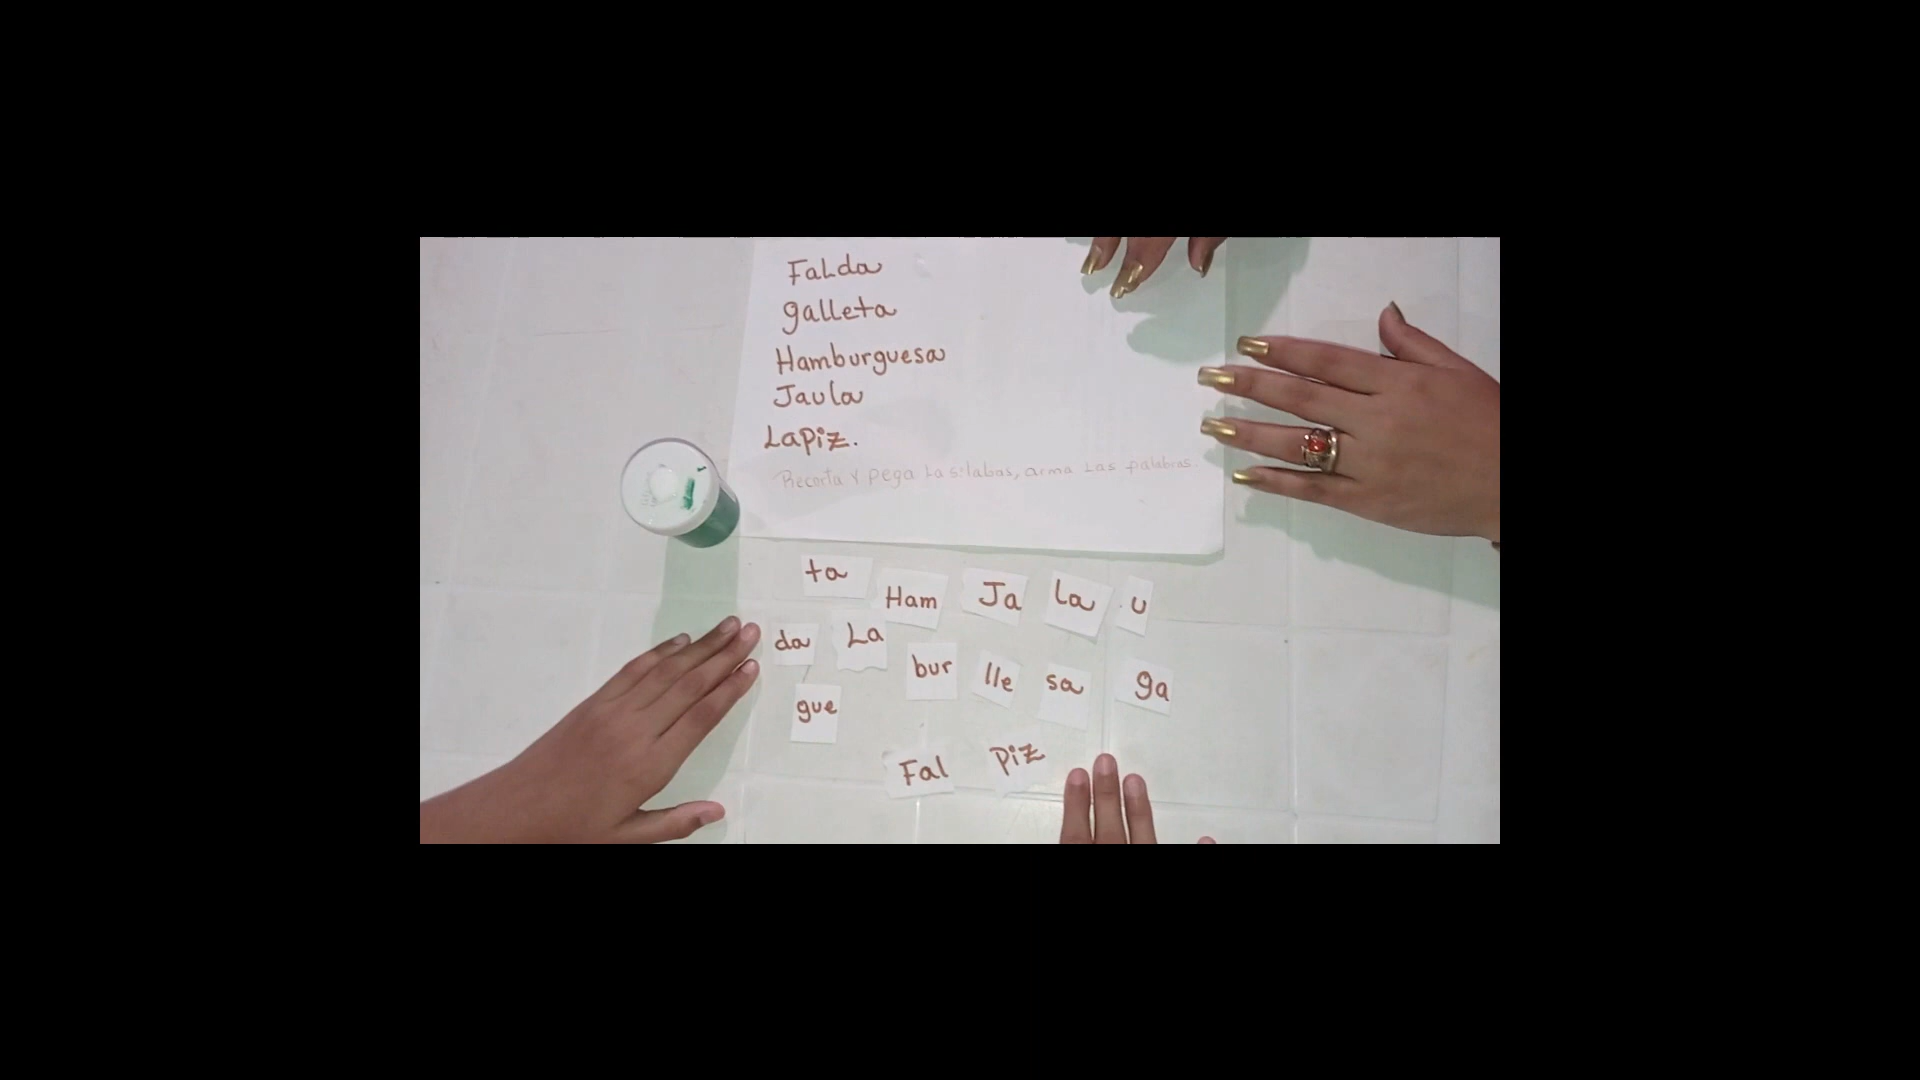 Falda
galleta
Hamburguesa
Jaula
Lapiz.
Recorta y pega La silabas, arma Las palabras.
ta
Ham Ja la u
da La
bur lle sa ga
gue
Fal piz